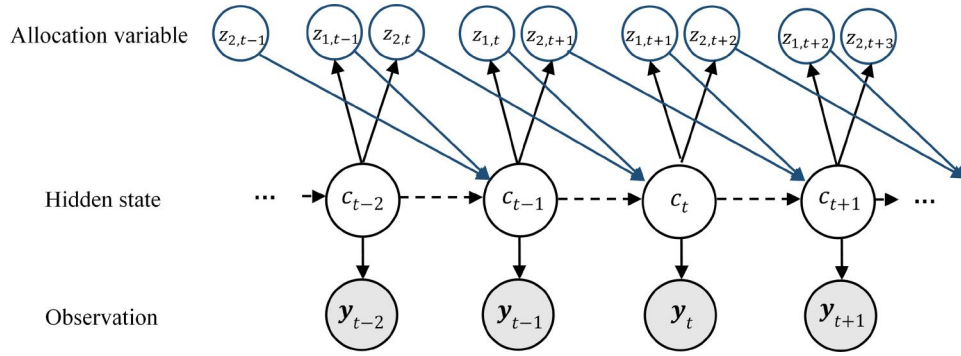 Allocation variable z_{2,t−1} z_{1,t−1} z_{2,t} z_{1,t} z_{2,t+1} z_{1,t+1} z_{2,t+2} z_{1,t+2} z_{2,t+3}
Hidden state ... c_{t−2} c_{t−1} c_t c_{t+1} ...
Observation y_{t−2} y_{t−1} y_t y_{t+1}